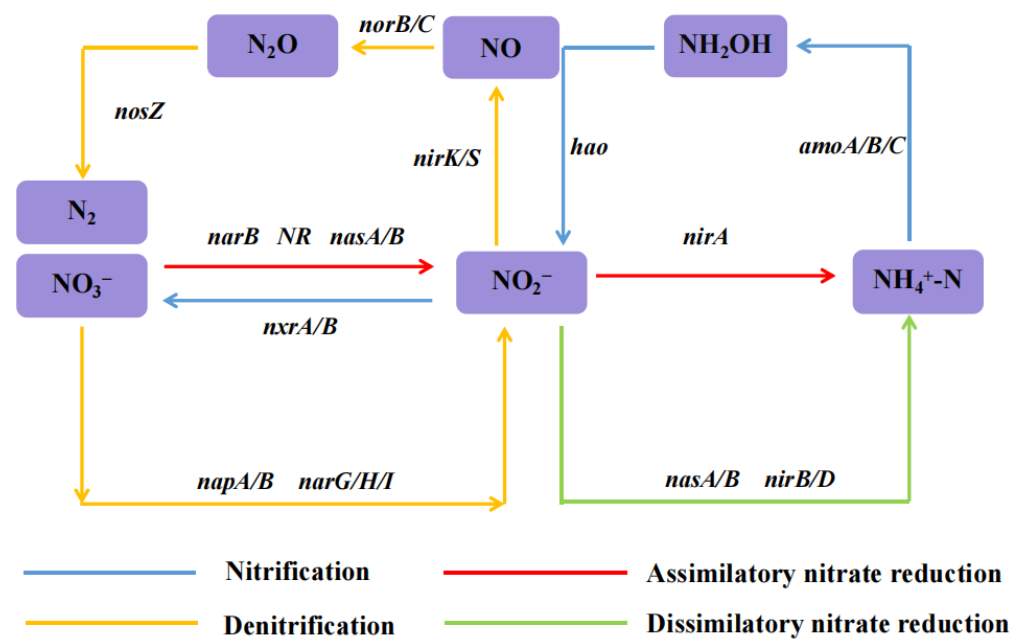 norB/C
N₂O NO NH₂OH
nosZ nirK/S hao amoA/B/C
N₂
narB NR nasA/B nirA
NO₃⁻ NO₂⁻ NH₄⁺-N
nxrA/B
napA/B narG/H/I nasA/B nirB/D
Nitrification Assimilatory nitrate reduction
Denitrification Dissimilatory nitrate reduction